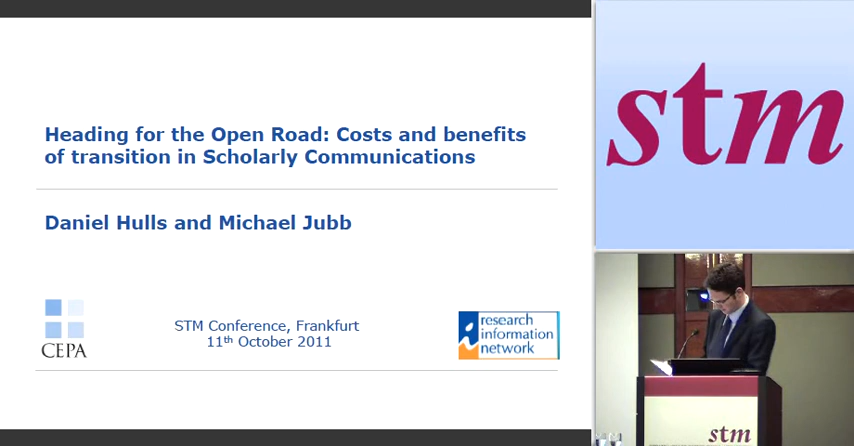 Heading for the Open Road: Costs and benefits
of transition in Scholarly Communications
Daniel Hulls and Michael Jubb
CEPA
STM Conference, Frankfurt
11th October 2011
research
information
network
stm
stm